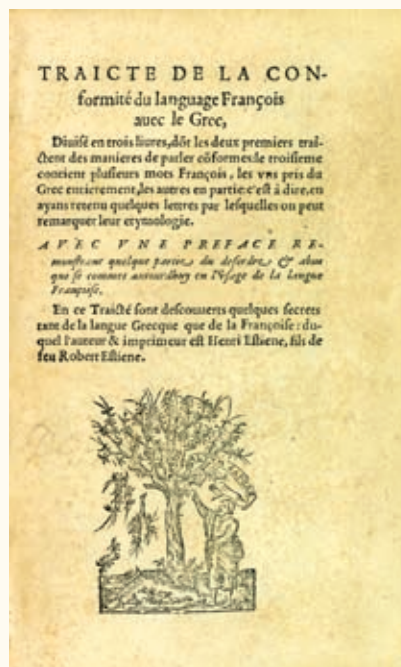 TRAICTE DE LA CON-
formité du language François
auec le Grec,
Diuisé en trois liures, dõt les deux premiers trai-
ctent des manieres de parler cõformes: le troisieme
contient plusieurs mots François, les vns pris du
Grec entierement, les autres en partie: c'est à dire, en
ayans retenu quelques lettres par lesquelles on peut
remarquer leur etymologie.
AVEC VNE PREFACE RE-
monstrant quelque partie du desordre & abus
qui se commet auiourdhuy en l'vsage de la langue
Françoise.
En ce Traicté sont descouuerts quelques secrets
tant de la langue Grecque que de la Françoise: du-
quel l'auteur & imprimeur est Henri Estiene, fils de
feu Robert Estiene.